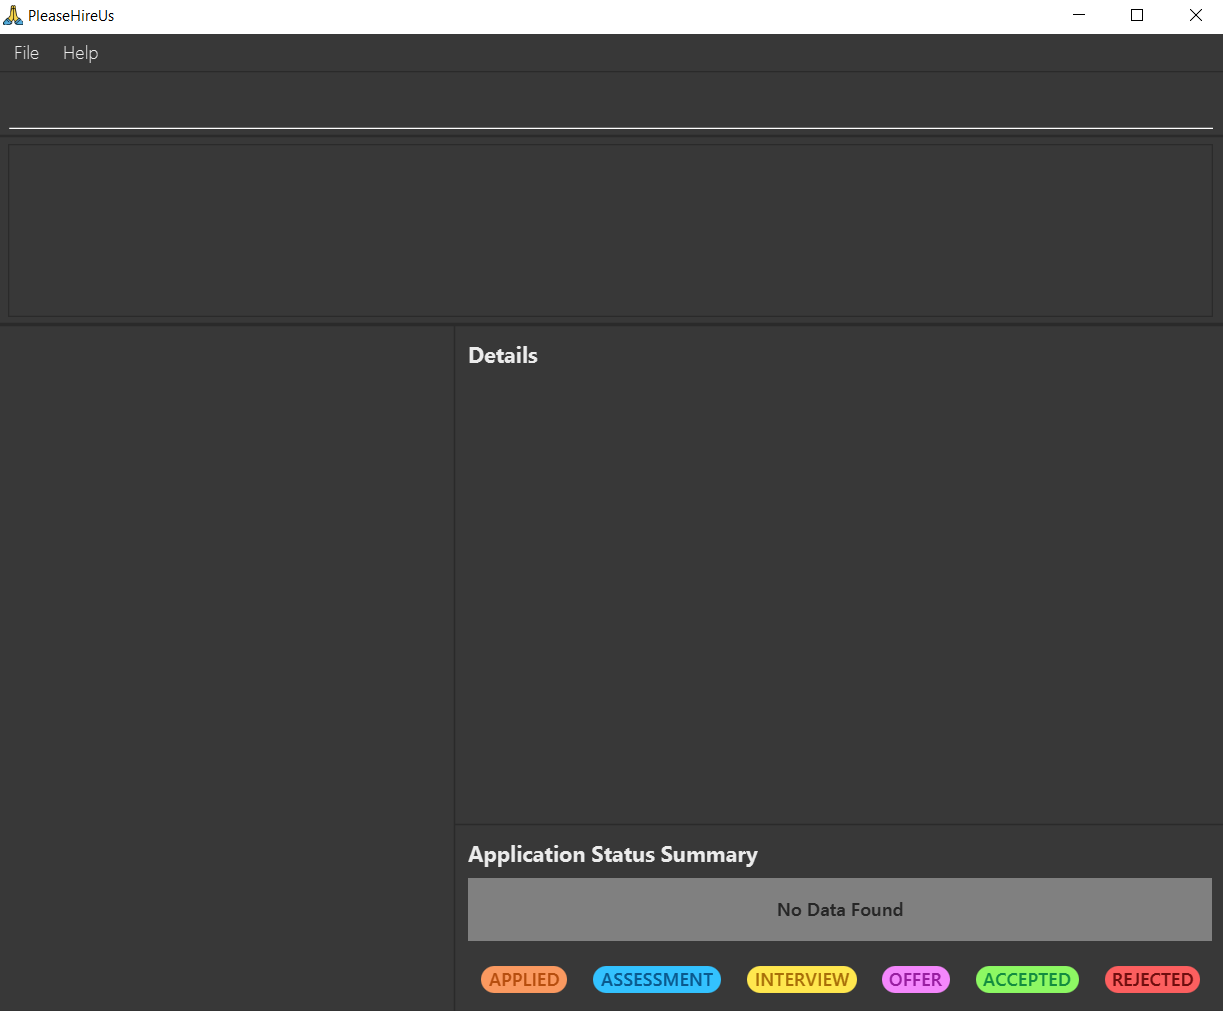 PleaseHireUs
File Help
Details
Application Status Summary
No Data Found
APPLIED ASSESSMENT INTERVIEW OFFER ACCEPTED REJECTED